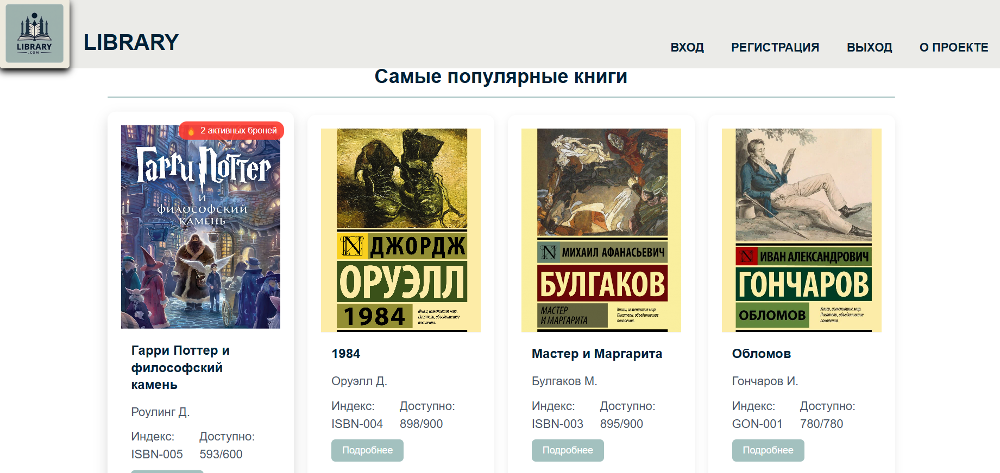 LIBRARY
.COM
LIBRARY
ВХОД
РЕГИСТРАЦИЯ
ВЫХОД
О ПРОЕКТЕ
Самые популярные книги
2 активных броней
Гарри Поттер
и
философский
камень
Гарри Поттер и
философский
камень
Роулинг Д.
Индекс:
ISBN-005
Доступно:
593/600
N ДЖОРДЖ
ОРУЭЛЛ
1984
Книги, изменившие мир.
Писатели, объединившие
поколения.
1984
Оруэлл Д.
Индекс:
ISBN-004
Доступно:
898/900
Подробнее
N МИХАИЛ АФАНАСЬЕВИЧ
БУЛГАКОВ
МАСТЕР
И МАРГАРИТА
Книги, изменившие мир.
Писатели, объединившие
поколения.
Мастер и Маргарита
Булгаков М.
Индекс:
ISBN-003
Доступно:
895/900
Подробнее
N ИВАН АЛЕКСАНДРОВИЧ
ГОНЧАРОВ
ОБЛОМОВ
Книги, изменившие мир.
Писатели, объединившие
поколения.
Обломов
Гончаров И.
Индекс:
GON-001
Доступно:
780/780
Подробнее